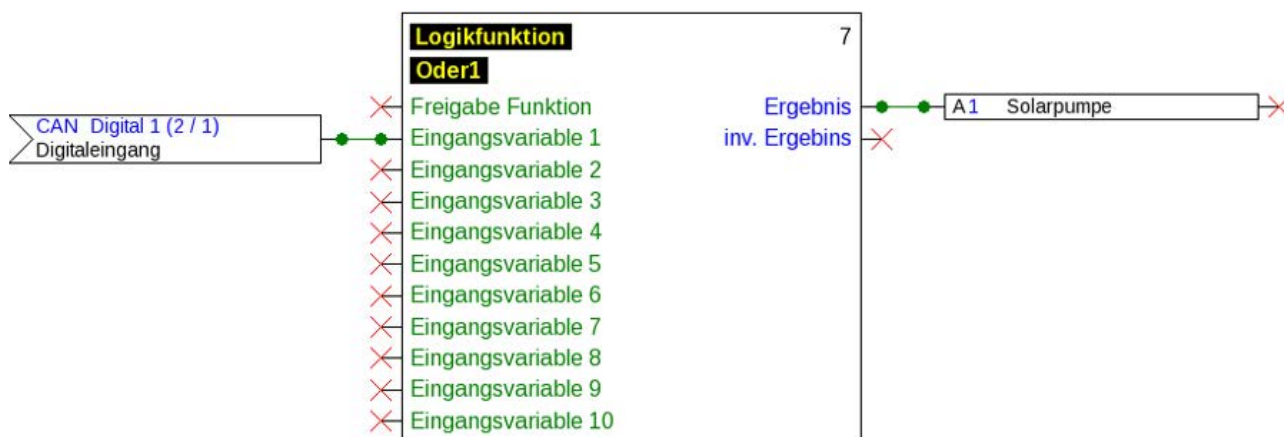 Logikfunktion 7
Oder1
Freigabe Funktion
Ergebnis
A1 Solarpumpe
CAN Digital 1 (2 / 1)
Digitaleingang
Eingangsvariable 1
inv. Ergebins
Eingangsvariable 2
Eingangsvariable 3
Eingangsvariable 4
Eingangsvariable 5
Eingangsvariable 6
Eingangsvariable 7
Eingangsvariable 8
Eingangsvariable 9
Eingangsvariable 10